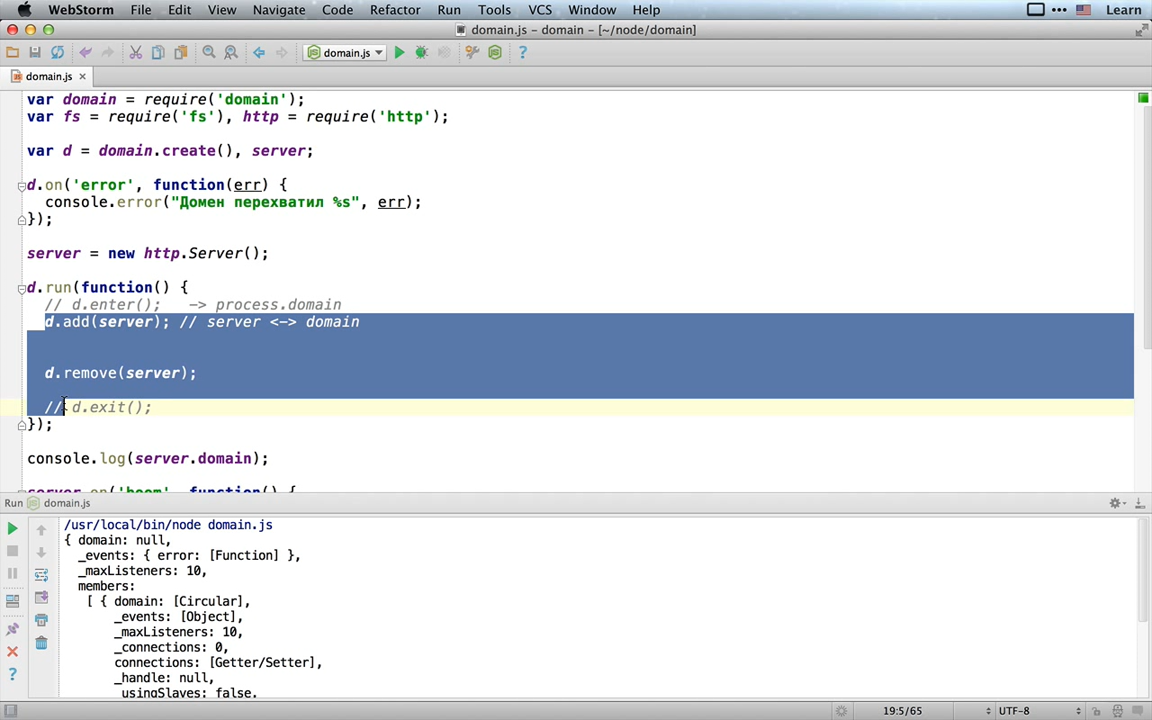 WebStorm File Edit View Navigate Code Refactor Run Tools VCS Window Help Learn
domain.js - domain - [~/node/domain]
domain.js
domain.js
var domain = require('domain');
var fs = require('fs'), http = require('http');
var d = domain.create(), server;
d.on('error', function(err) {
console.error("Домен перехватил %s", err);
});
server = new http.Server();
d.run(function() {
// d.enter(); -> process.domain
d.add(server); // server <-> domain
d.remove(server);
// d.exit();
});
console.log(server.domain);
server.on('boom', function() {
Run domain.js
/usr/local/bin/node domain.js
{ domain: null,
_events: { error: [Function] },
_maxListeners: 10,
members:
[ { domain: [Circular],
_events: [Object],
_maxListeners: 10,
_connections: 0,
connections: [Getter/Setter],
_handle: null,
_usingSlaves: false,
19:5/65 UTF-8